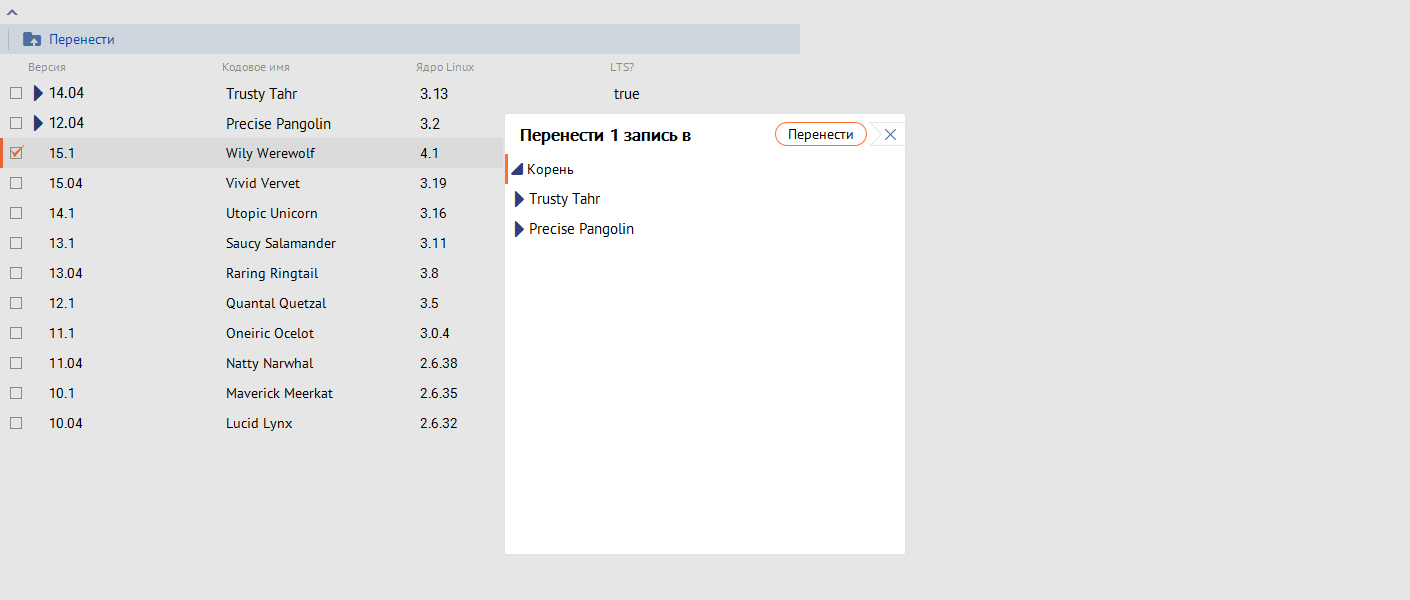 Перенести
Версия Кодовое имя Ядро Linux LTS?
14.04 Trusty Tahr 3.13 true
12.04 Precise Pangolin 3.2
15.1 Wily Werewolf 4.1
15.04 Vivid Vervet 3.19
14.1 Utopic Unicorn 3.16
13.1 Saucy Salamander 3.11
13.04 Raring Ringtail 3.8
12.1 Quantal Quetzal 3.5
11.1 Oneiric Ocelot 3.0.4
11.04 Natty Narwhal 2.6.38
10.1 Maverick Meerkat 2.6.35
10.04 Lucid Lynx 2.6.32
Перенести 1 запись в Перенести
Корень
Trusty Tahr
Precise Pangolin